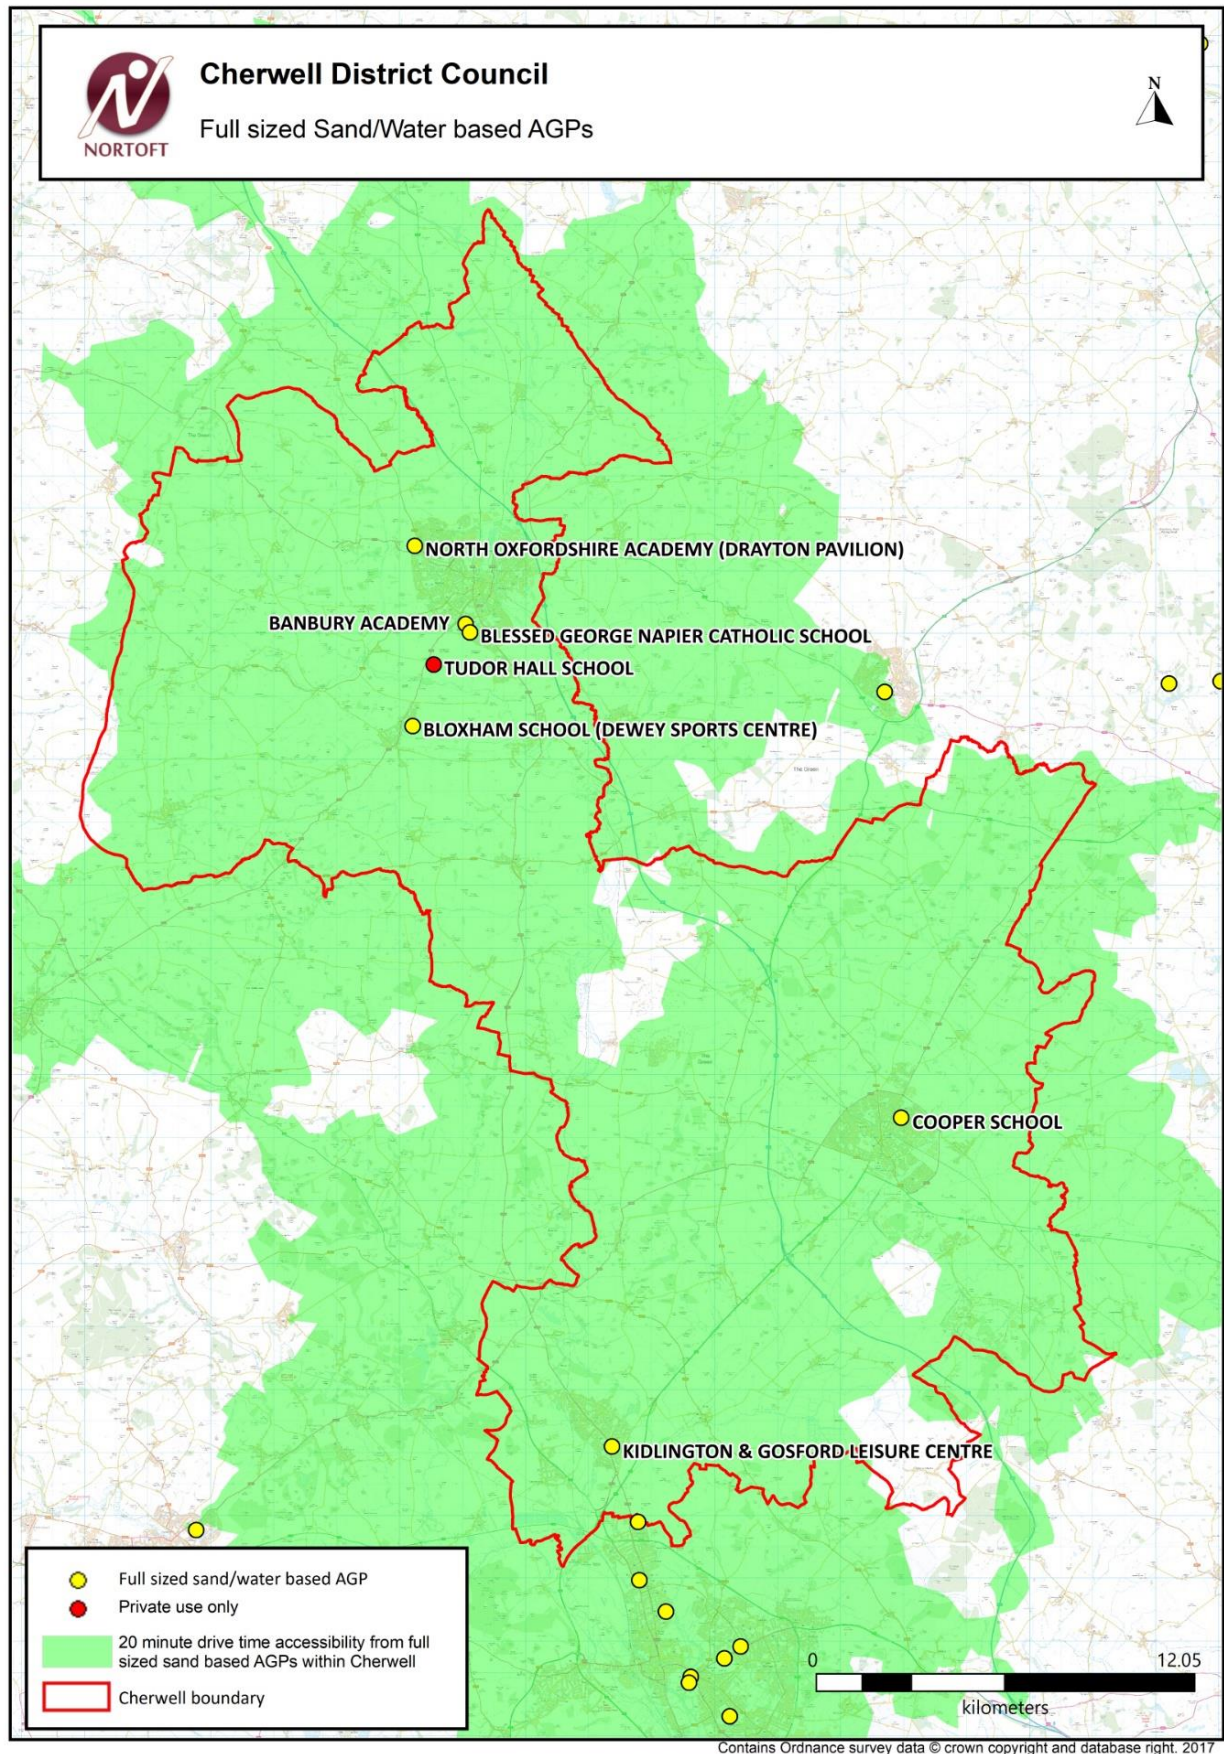 Cherwell District Council
Full sized Sand/Water based AGPs
NORTOFT
N
NORTH OXFORDSHIRE ACADEMY (DRAYTON PAVILION)
BANBURY ACADEMY
BLESSED GEORGE NAPIER CATHOLIC SCHOOL
TUDOR HALL SCHOOL
BLOXHAM SCHOOL (DEWEY SPORTS CENTRE)
COOPER SCHOOL
KIDLINGTON & GOSFORD LEISURE CENTRE
Full sized sand/water based AGP
Private use only
20 minute drive time accessibility from full
sized sand based AGPs within Cherwell
Cherwell boundary
0 12.05
kilometers
Contains Ordnance survey data © crown copyright and database right. 2017